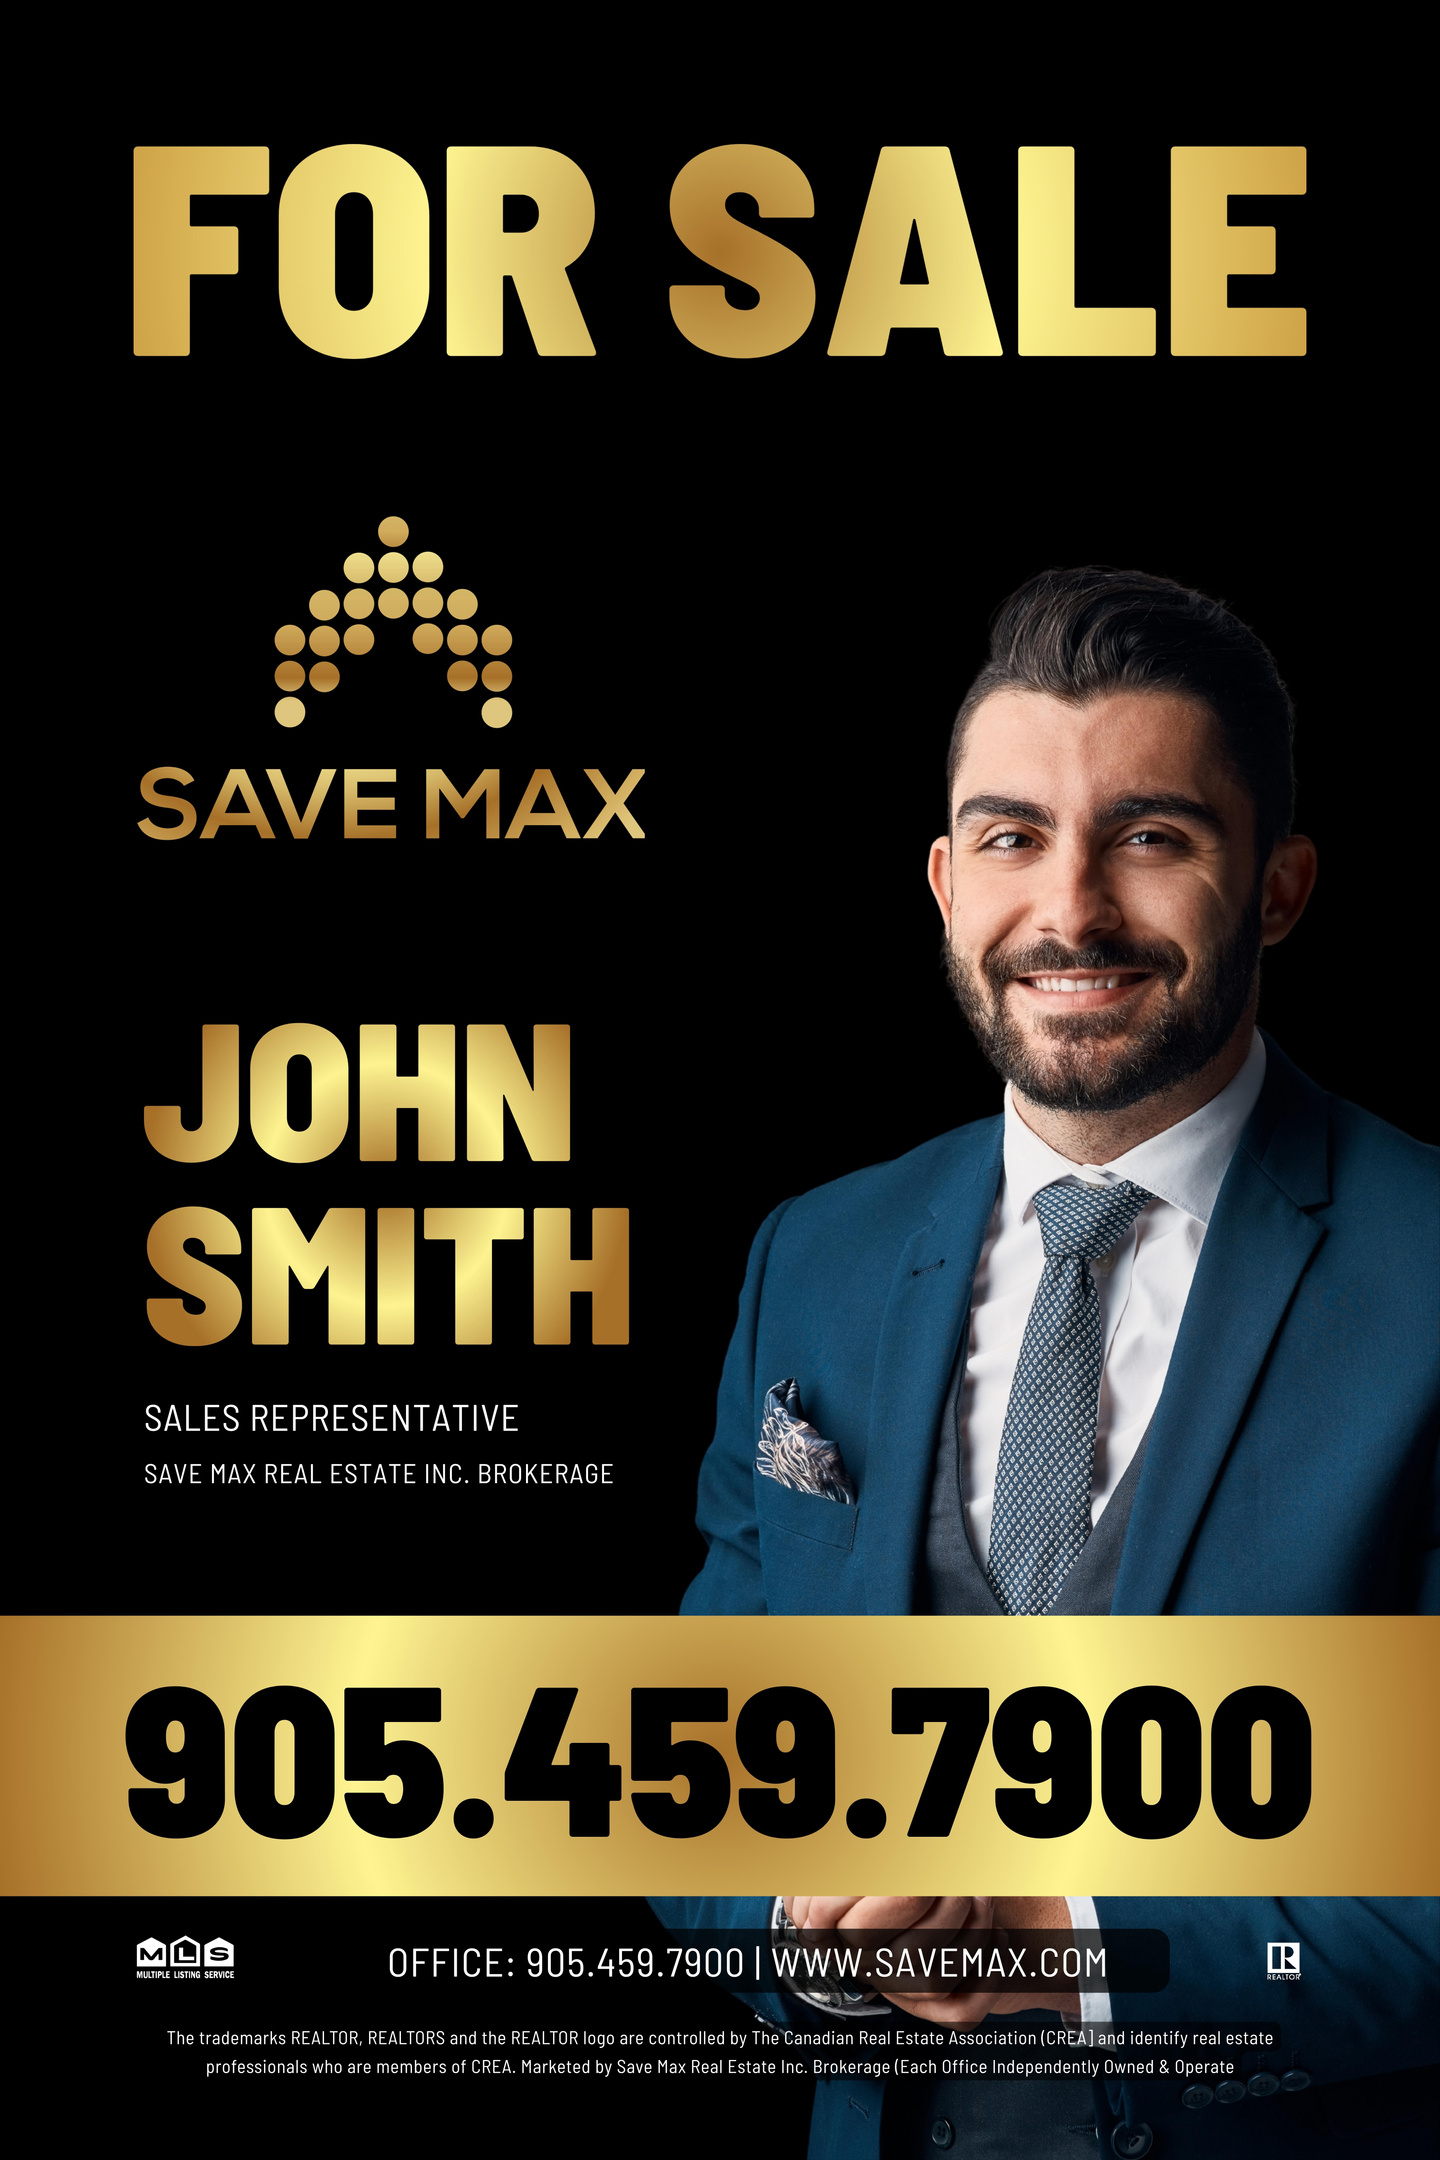 FOR SALE
SAVE MAX
JOHN
SMITH
SALES REPRESENTATIVE
SAVE MAX REAL ESTATE INC. BROKERAGE
905.459.7900
MLS
MULTIPLE LISTING SERVICE
OFFICE: 905.459.7900 | WWW.SAVEMAX.COM
R
REALTOR
The trademarks REALTOR, REALTORS and the REALTOR logo are controlled by The Canadian Real Estate Association (CREA] and identify real estate
professionals who are members of CREA. Marketed by Save Max Real Estate Inc. Brokerage (Each Office Independently Owned & Operate